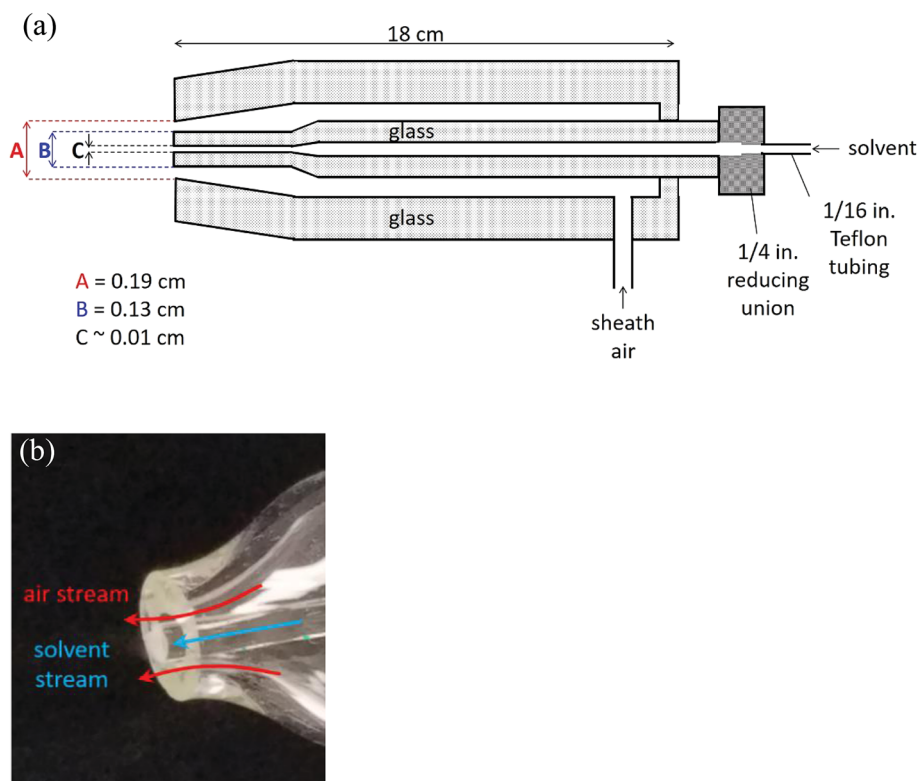 (a)
18 cm
glass
A
B
C
solvent
glass
1/16 in.
Teflon
tubing
1/4 in.
reducing
union
A = 0.19 cm
B = 0.13 cm
C ~ 0.01 cm
sheath
air
(b)
air stream
solvent
stream